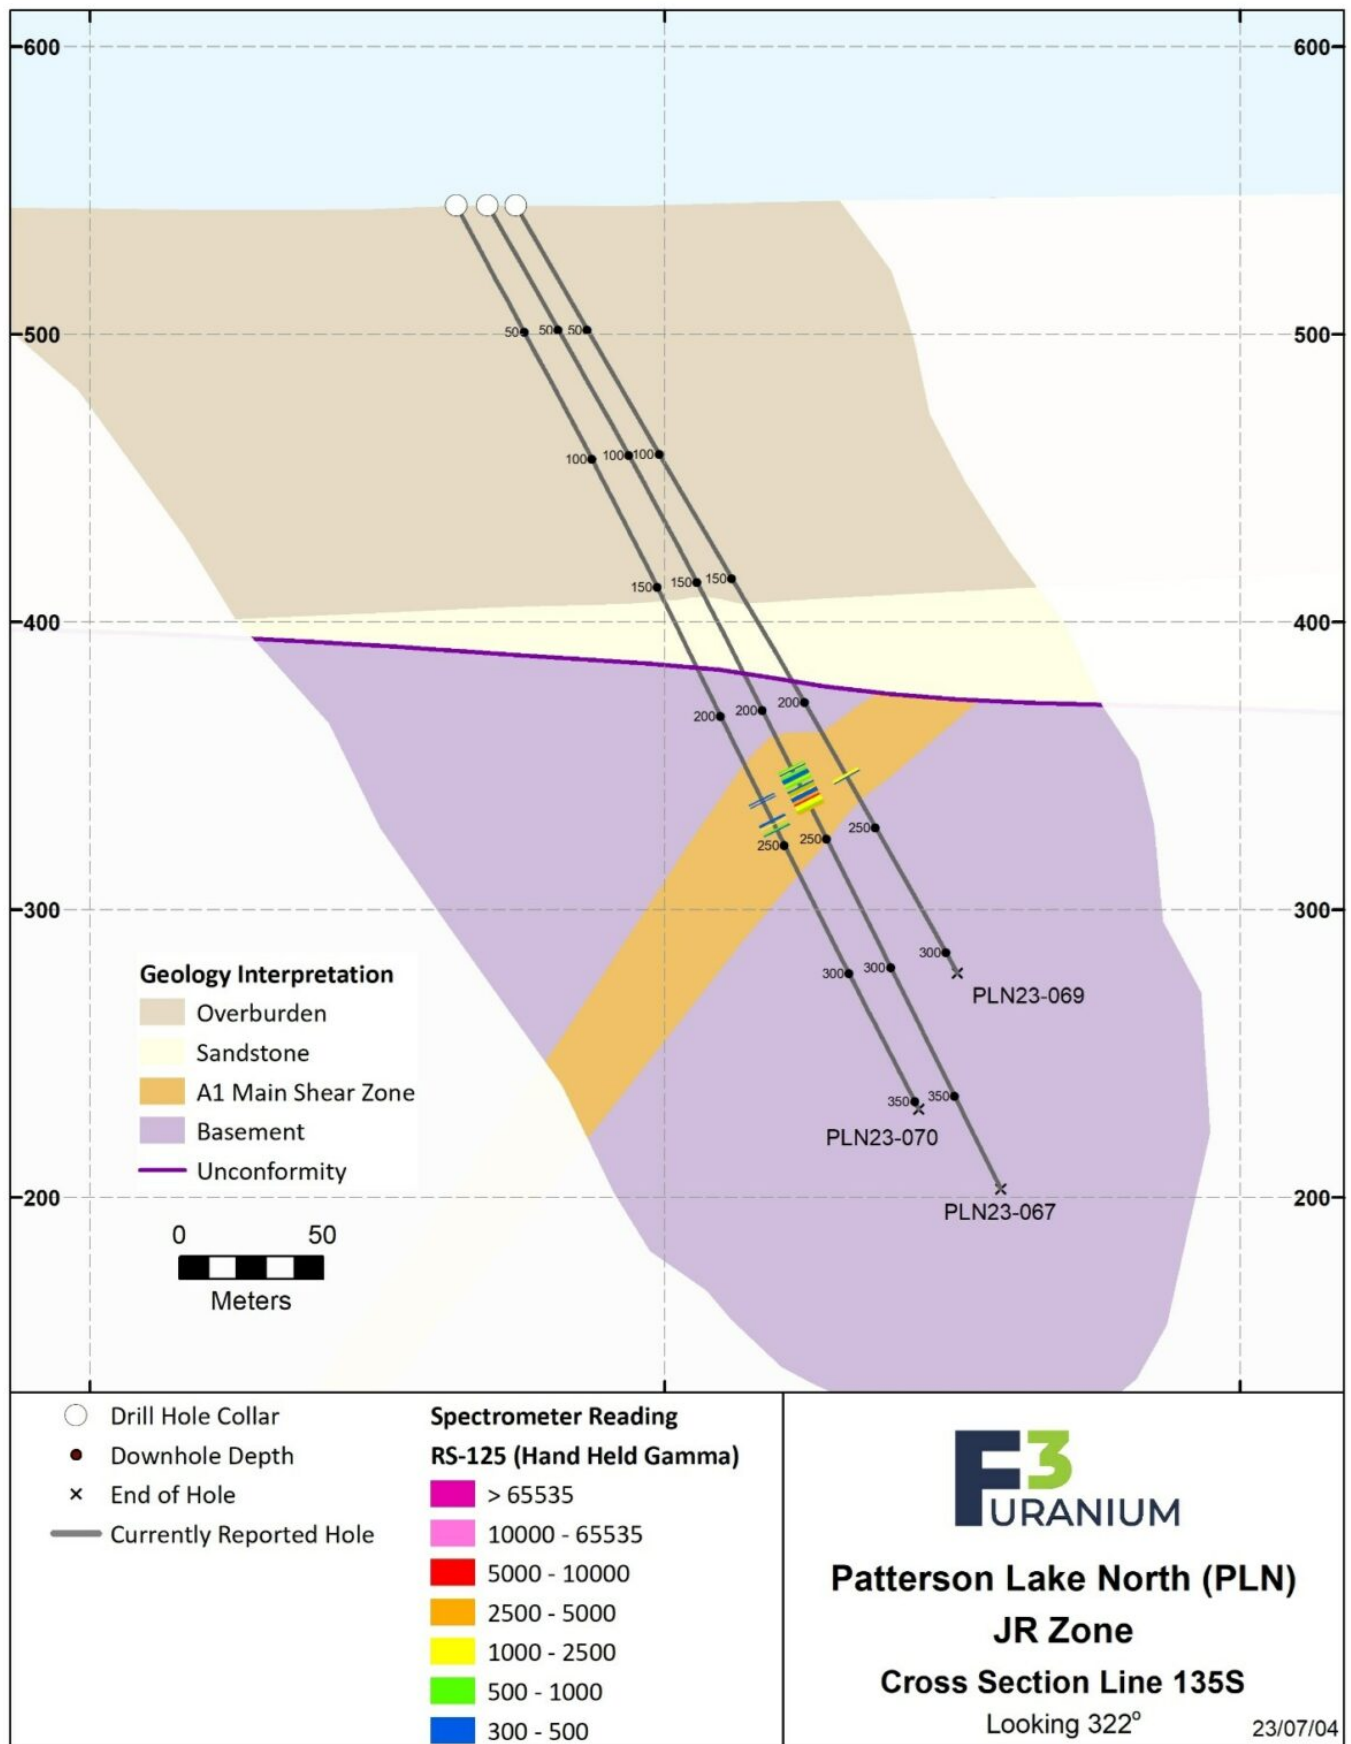 600 600
500 500
50 50 50
100 100 100
150 150 150
400 400
200 200 200
250 250 250
300 300
300 300 300
PLN23-069
350 350
PLN23-070
PLN23-067
200 200
Geology Interpretation
Overburden
Sandstone
A1 Main Shear Zone
Basement
Unconformity
0 50
Meters
Drill Hole Collar
Downhole Depth
End of Hole
Currently Reported Hole
Spectrometer Reading
RS-125 (Hand Held Gamma)
> 65535
10000 - 65535
5000 - 10000
2500 - 5000
1000 - 2500
500 - 1000
300 - 500
F3
URANIUM
Patterson Lake North (PLN)
JR Zone
Cross Section Line 135S
Looking 322°
23/07/04